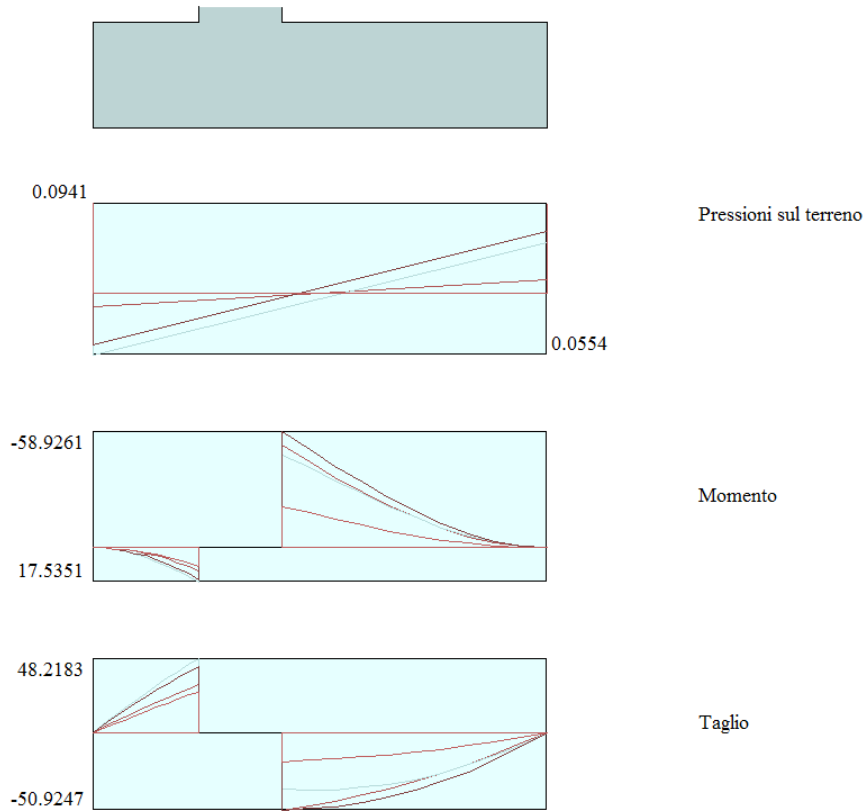 0.0941
Pressioni sul terreno
0.0554
-58.9261
Momento
17.5351
48.2183
Taglio
-50.9247